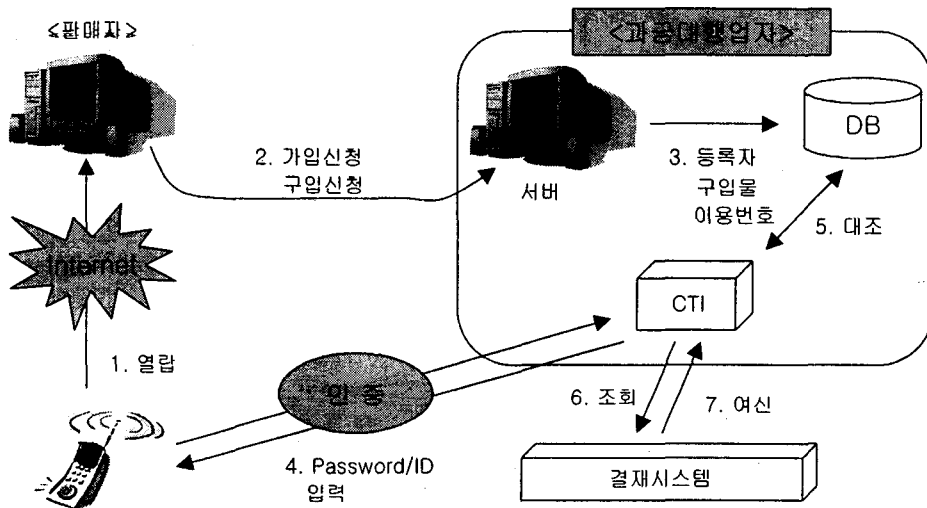 <판매자>
<과금대행업자>
DB
2. 가입신청
구입신청
서버
3. 등록자
구입물
이용번호
5. 대조
Internet
CTI
1. 열람
인 증
6. 조회
7. 여신
4. Password/ID
입력
결재시스템